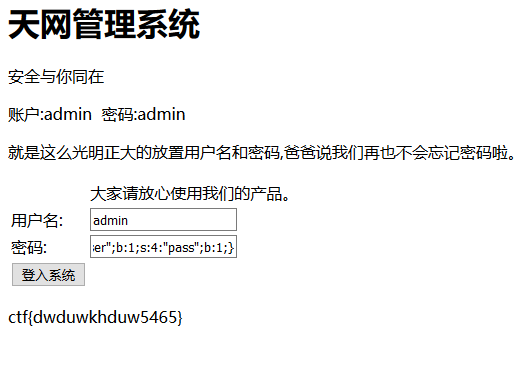 天网管理系统
安全与你同在
账户:admin 密码:admin
就是这么光明正大的放置用户名和密码,爸爸说我们再也不会忘记密码啦。
大家请放心使用我们的产品。
用户名: admin
密码: er";b:1;s:4:"pass";b:1;}
登入系统
ctf{dwduwkhduw5465}